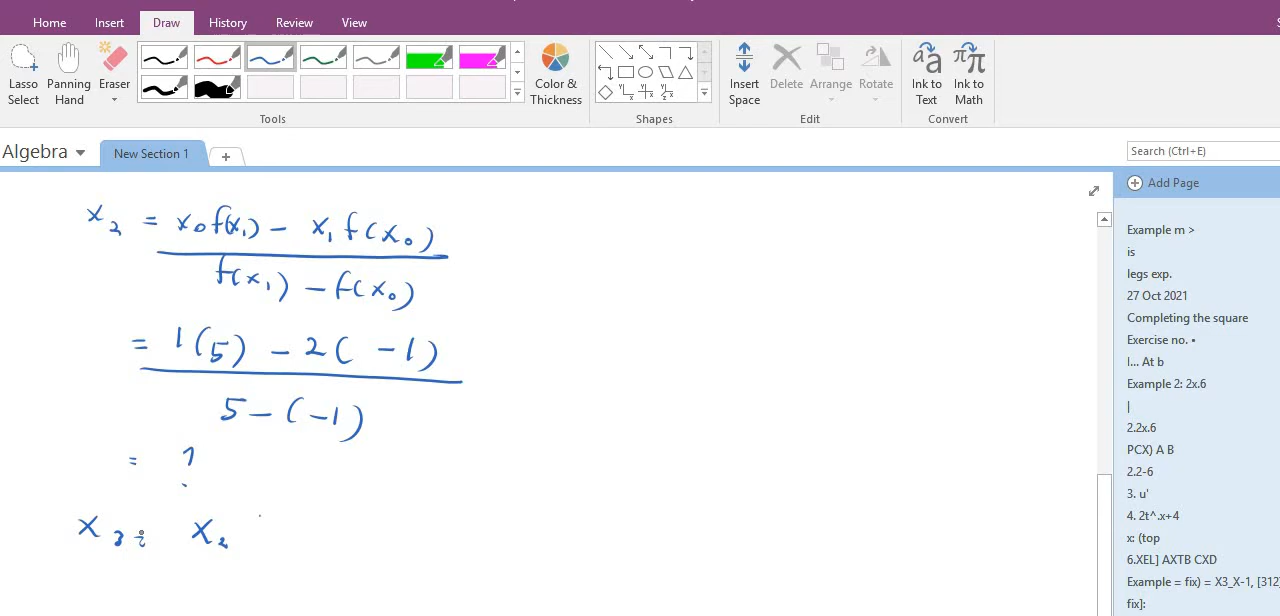 Home Insert Draw History Review View
Lasso Select Panning Hand Eraser Color & Thickness Insert Space Delete Arrange Rotate Ink to Text Ink to Math
Tools Shapes Edit Convert
Algebra New Section 1 +
Search (Ctrl+E)
Add Page
x₂ = x₀f(x₁) − x₁f(x₀)
f(x₁) − f(x₀)
= 1(5) − 2(−1)
5 − (−1)
= ?
x₃ = x₂
Example m >
is
legs exp.
27 Oct 2021
Completing the square
Exercise no. •
I... At b
Example 2: 2x.6
|
2.2x.6
PCX) A B
2.2-6
3. u'
4. 2t^.x+4
x: (top
6.XEL] AXTB CXD
Example = fix) = X3_X-1, [312]
fix]: